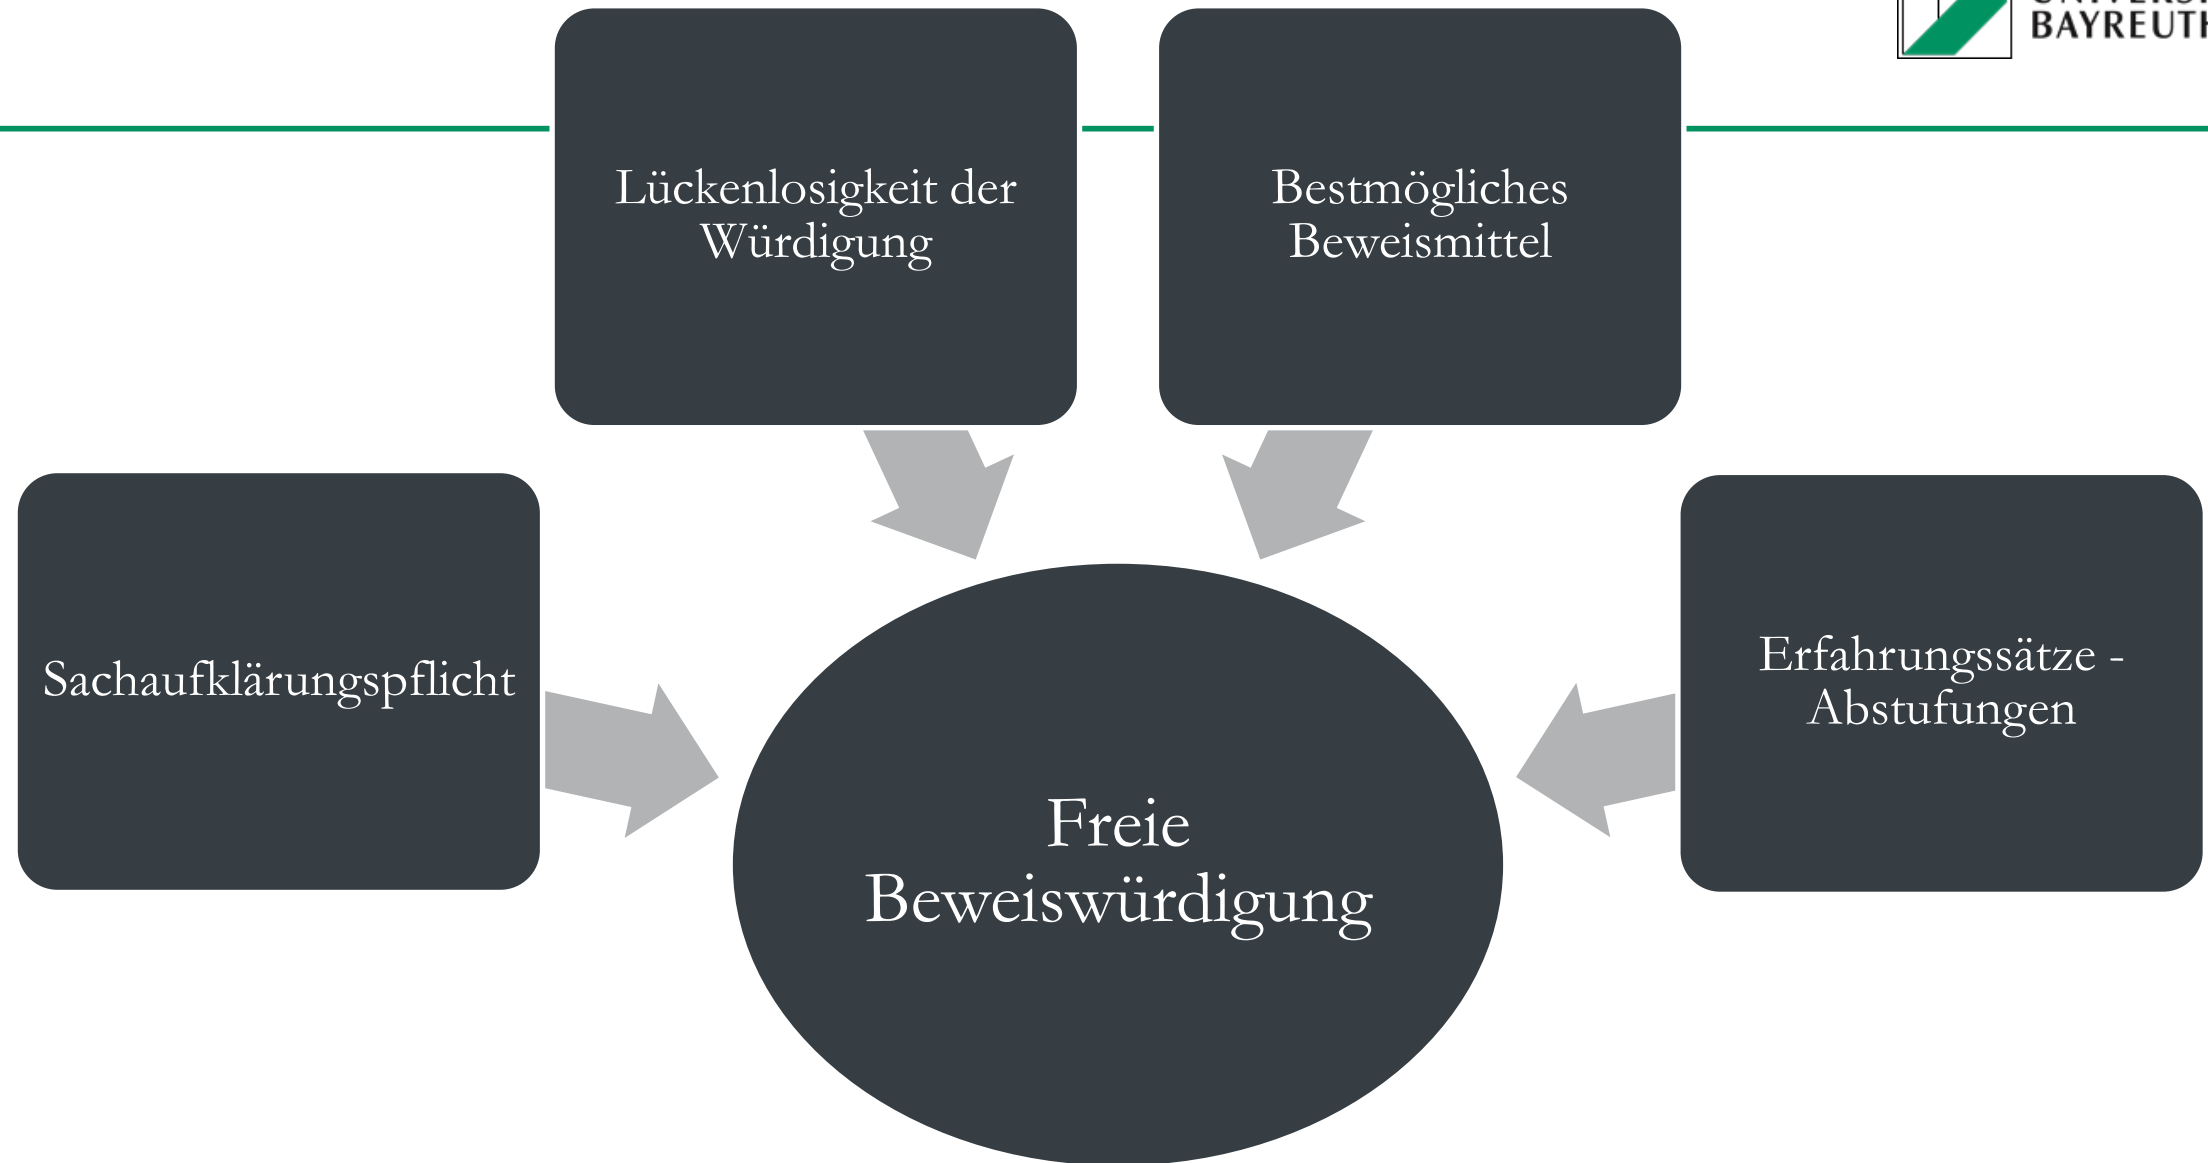 BAYREUTH
Lückenlosigkeit der
Würdigung
Bestmögliches
Beweismittel
Sachaufklärungspflicht
Erfahrungssätze -
Abstufungen
Freie
Beweiswürdigung